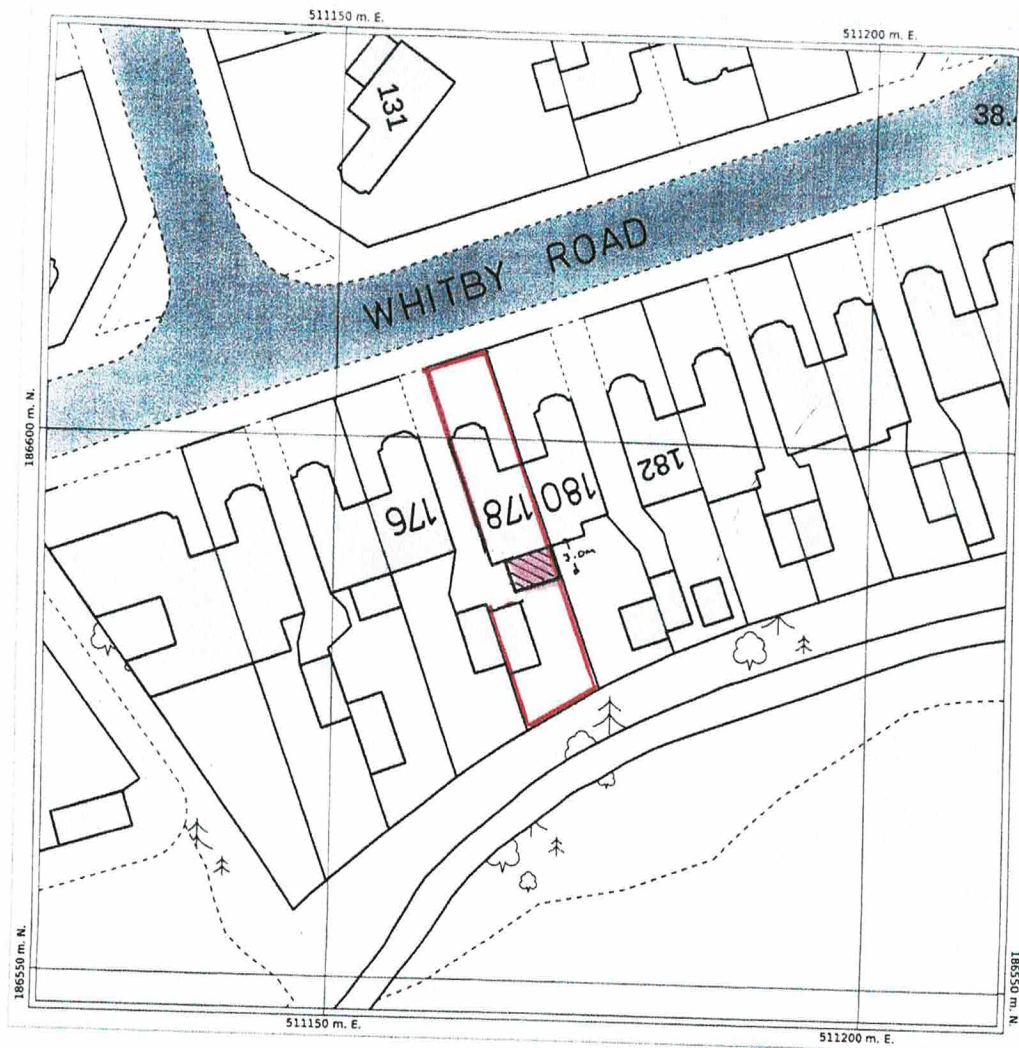 511150 m. E.
511200 m. E.
131
38.
WHITBY ROAD
186600 m. N.
182
180
178
176
3.0m
186550 m. N.
186550 m. N.
511150 m. E.
511200 m. E.